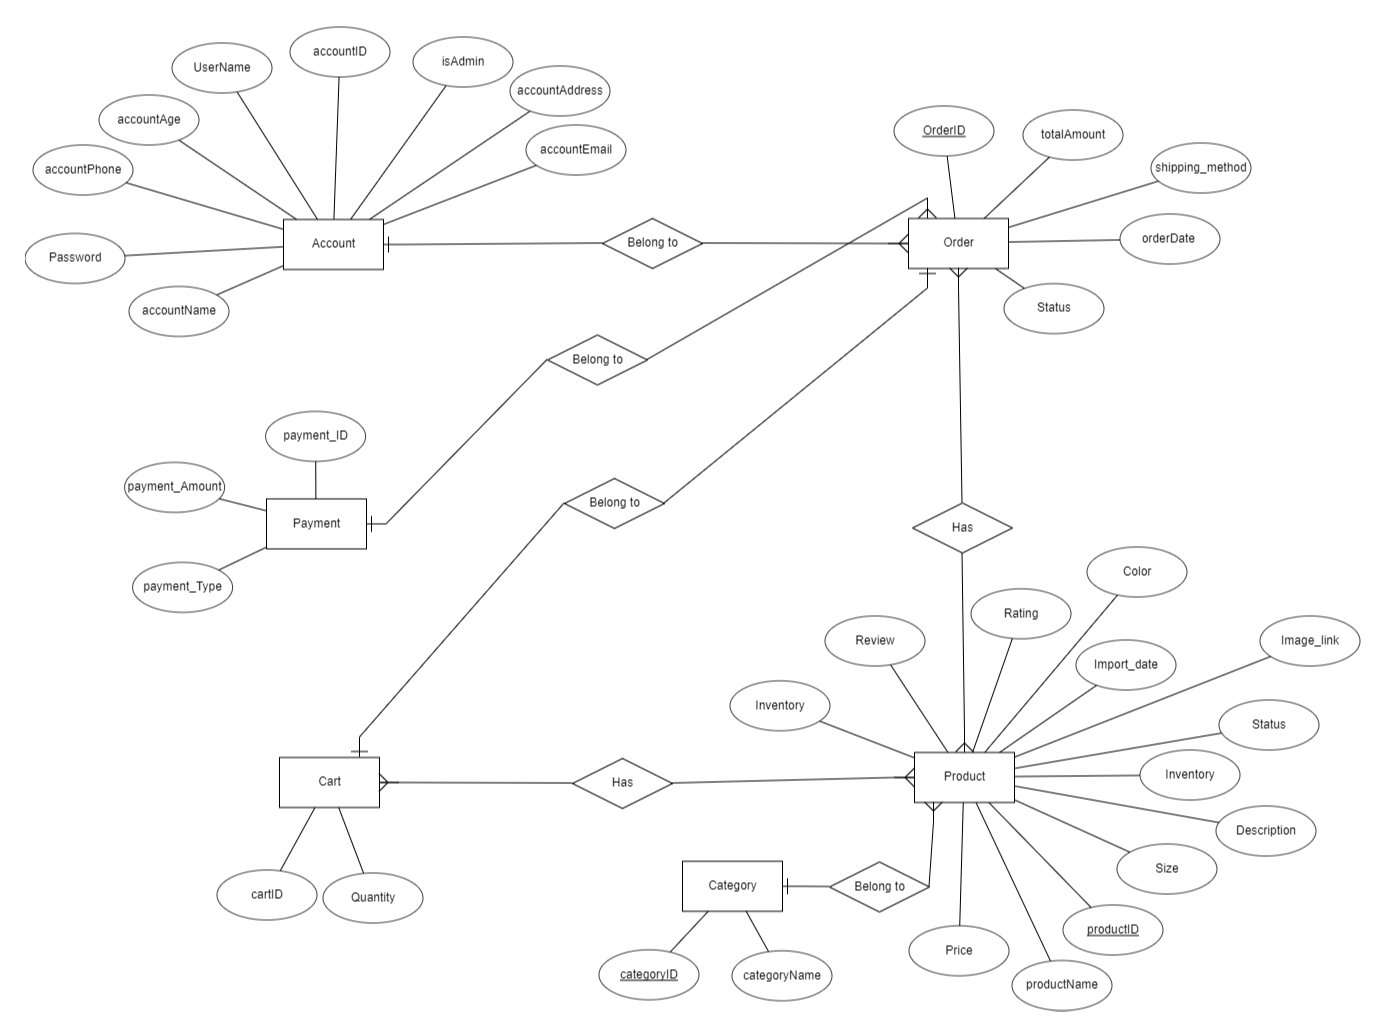 accountID
isAdmin
UserName
accountAddress
accountAge
accountEmail
accountPhone
Password
accountName
Account
Belong to
OrderID
totalAmount
shipping_method
orderDate
Status
Order
Belong to
payment_ID
payment_Amount
Payment
payment_Type
Belong to
Has
Color
Rating
Review
Image_link
Import_date
Inventory
Status
Product
Inventory
Cart
Has
Description
Size
cartID
Quantity
Category
Belong to
productID
Price
categoryID
categoryName
productName